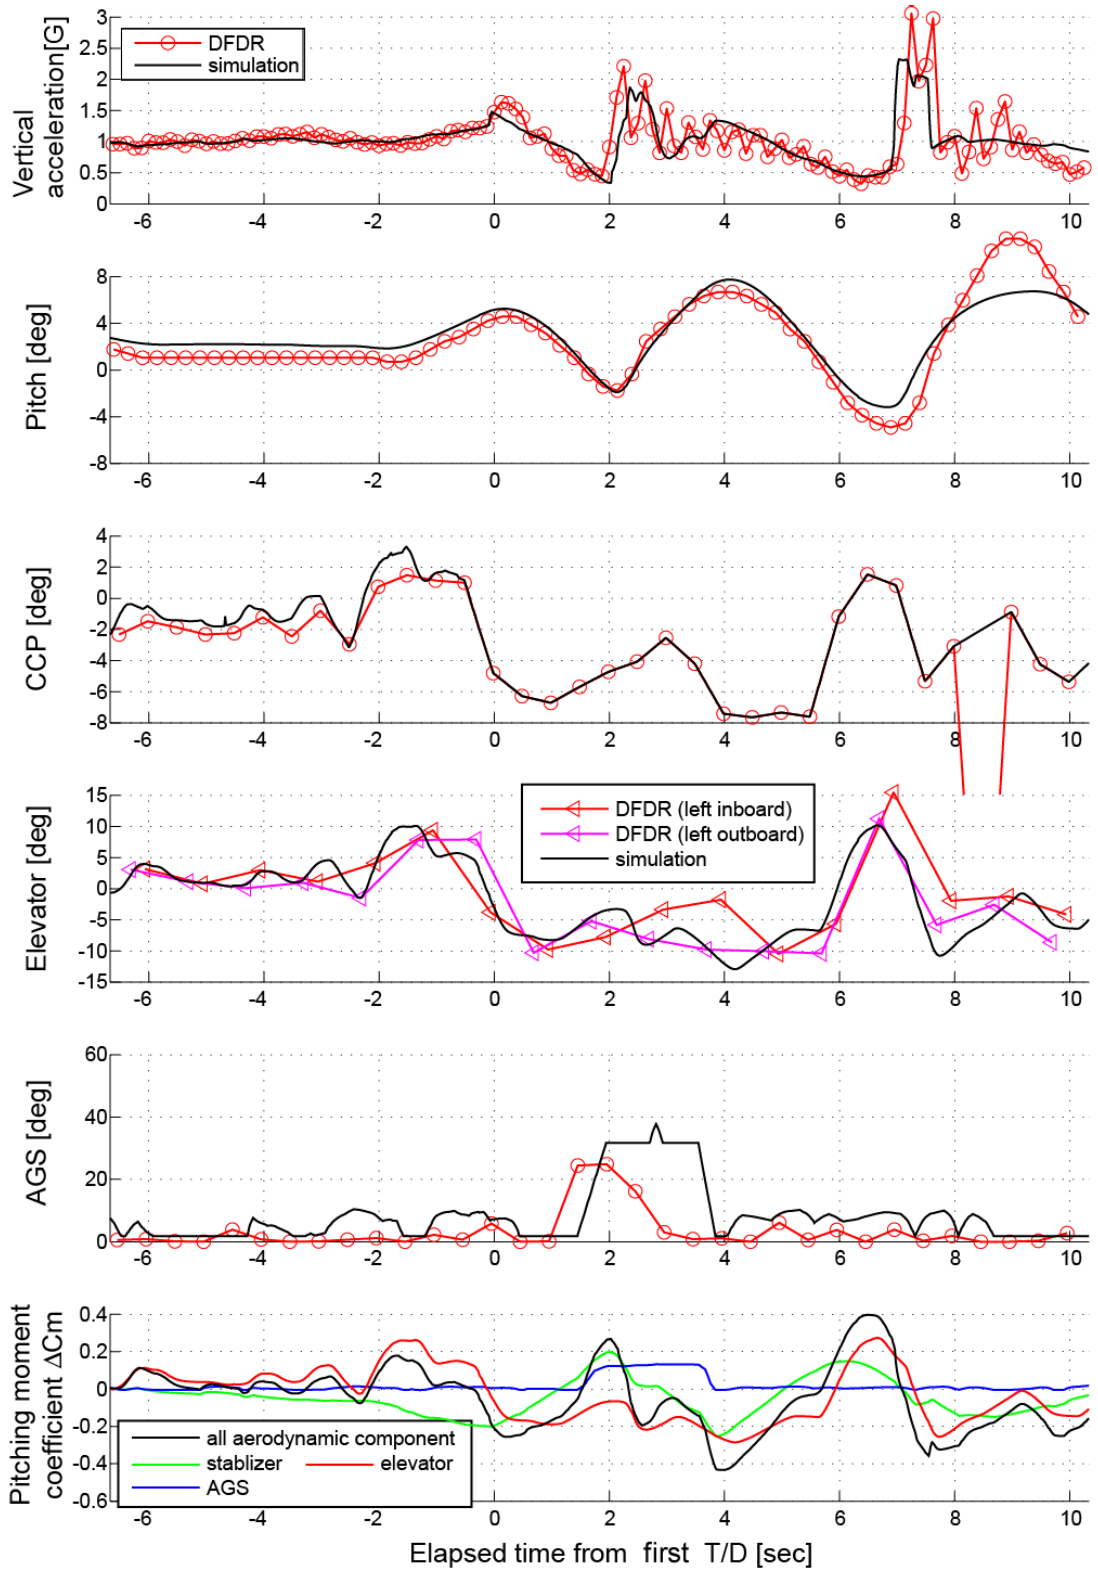 Vertical
acceleration[G]
3
2.5
2
1.5
1
0.5
0
DFDR
simulation
-6 -4 -2 0 2 4 6 8 10
Pitch [deg]
8
4
0
-4
-8
-6 -4 -2 0 2 4 6 8 10
CCP [deg]
4
2
0
-2
-4
-6
-8
-6 -4 -2 0 2 4 6 8 10
Elevator [deg]
15
10
5
0
-5
-10
-15
DFDR (left inboard)
DFDR (left outboard)
simulation
-6 -4 -2 0 2 4 6 8 10
AGS [deg]
60
40
20
0
-6 -4 -2 0 2 4 6 8 10
Pitching moment
coefficient ΔCm
0.4
0.2
0
-0.2
-0.4
-0.6
all aerodynamic component
stablizer elevator
AGS
-6 -4 -2 0 2 4 6 8 10
Elapsed time from first T/D [sec]